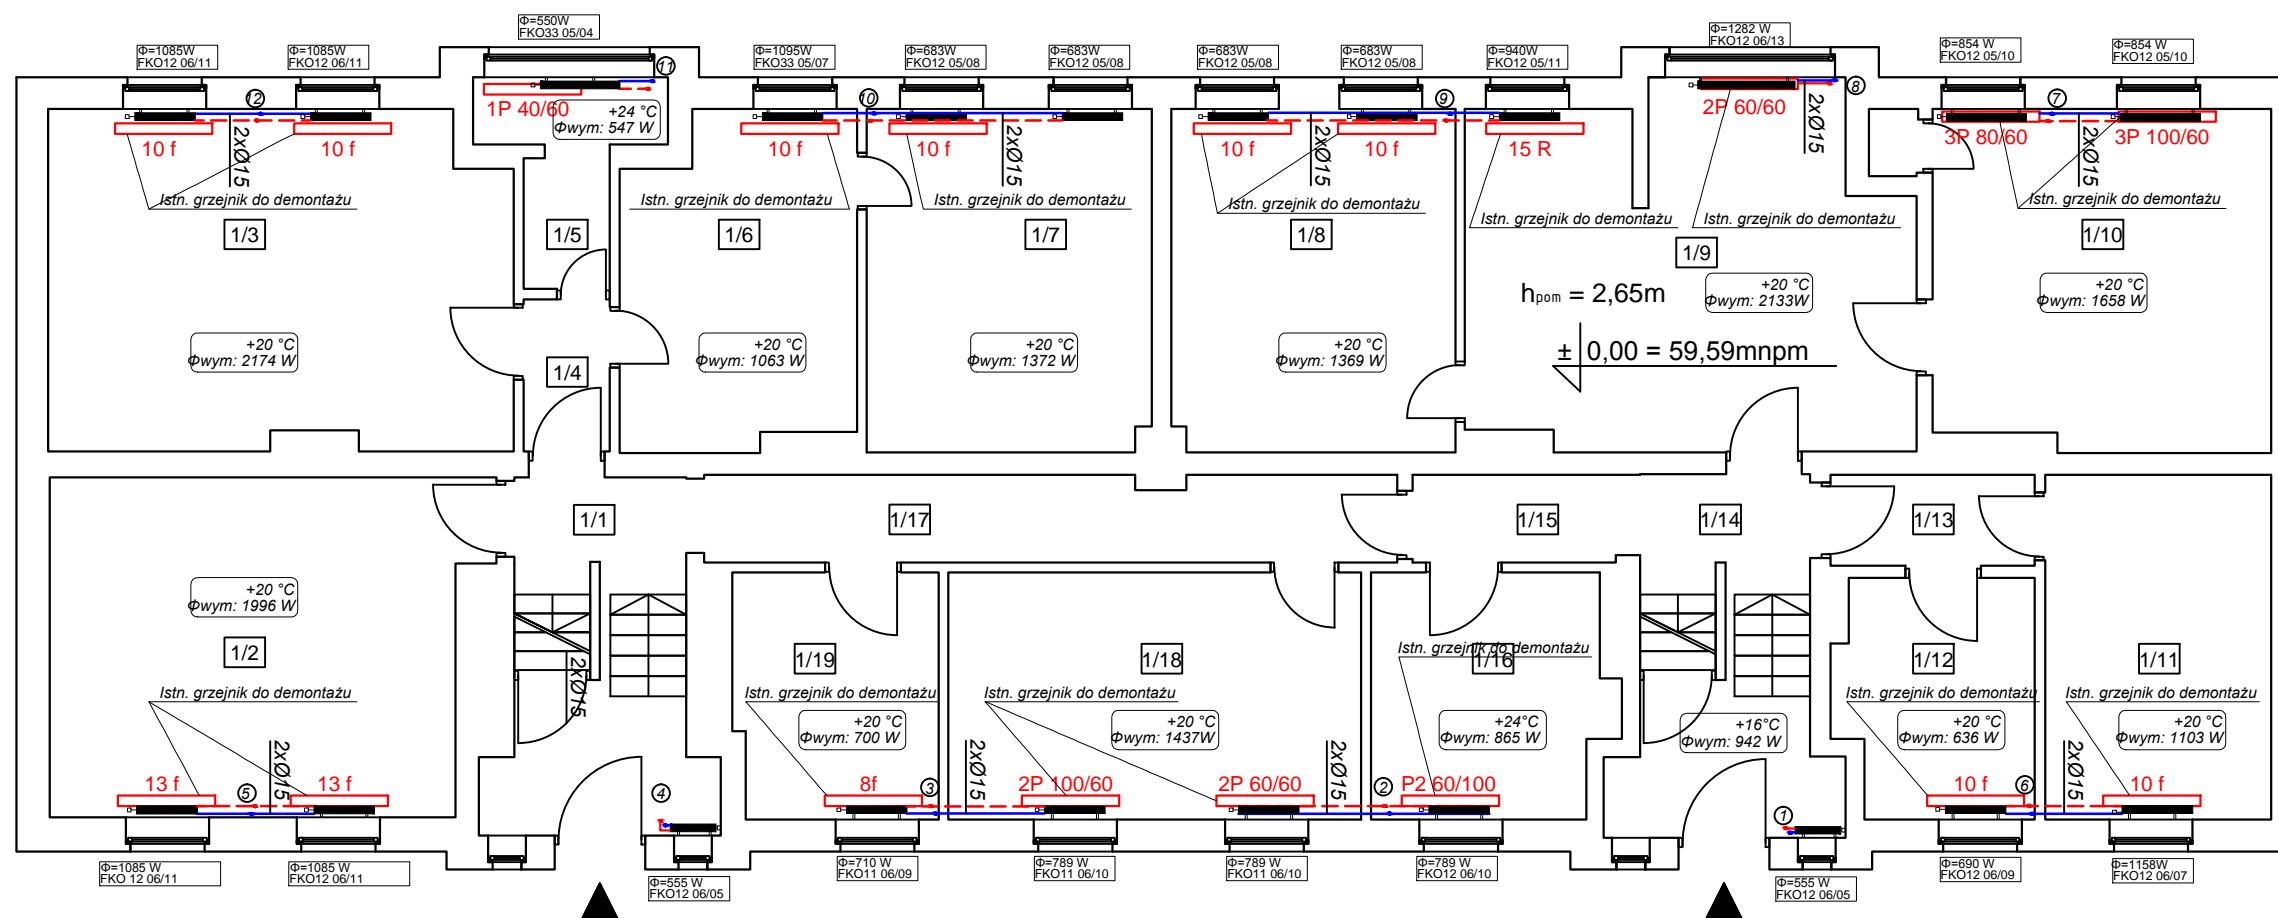 Φ=550W
FKO33 05/04
Φ=1085W
FKO12 06/11
Φ=1085W
FKO12 06/11
Φ=1095W
FKO33 05/07
Φ=683W
FKO12 05/08
Φ=683W
FKO12 05/08
Φ=683W
FKO12 05/08
Φ=683W
FKO12 05/08
Φ=940W
FKO12 05/11
Φ=1282 W
FKO12 06/13
Φ=854 W
FKO12 05/10
Φ=854 W
FKO12 05/10
12
11
10
9
8
7
1P 40/60
+24 °C
Φwym: 547 W
2P 60/60
3P 80/60
3P 100/60
10 f
10 f
10 f
10 f
10 f
10 f
15 R
2xØ15
2xØ15
2xØ15
2xØ15
2xØ15
Istn. grzejnik do demontażu
Istn. grzejnik do demontażu
Istn. grzejnik do demontażu
Istn. grzejnik do demontażu
Istn. grzejnik do demontażu
Istn. grzejnik do demontażu
Istn. grzejnik do demontażu
1/3
1/5
1/6
1/7
1/8
1/9
1/10
hpom = 2,65m
± 0,00 = 59,59mnpm
+20 °C
Φwym: 2133W
+20 °C
Φwym: 1658 W
+20 °C
Φwym: 2174 W
1/4
+20 °C
Φwym: 1063 W
+20 °C
Φwym: 1372 W
+20 °C
Φwym: 1369 W
1/1
1/17
1/15
1/14
1/13
+20 °C
Φwym: 1996 W
1/2
1/19
1/18
1/16
1/12
1/11
Istn. grzejnik do demontażu
Istn. grzejnik do demontażu
Istn. grzejnik do demontażu
Istn. grzejnik do demontażu
Istn. grzejnik do demontażu
Istn. grzejnik do demontażu
2xØ15
+20 °C
Φwym: 700 W
+20 °C
Φwym: 1437W
+24°C
Φwym: 865 W
+16°C
Φwym: 942 W
+20 °C
Φwym: 636 W
+20 °C
Φwym: 1103 W
2xØ15
2xØ15
2xØ15
2xØ15
13 f
13 f
8f
2P 100/60
2P 60/60
P2 60/100
10 f
10 f
5
4
3
2
1
6
Φ=1085 W
FKO 12 06/11
Φ=1085 W
FKO12 06/11
Φ=555 W
FKO12 06/05
Φ=710 W
FKO11 06/09
Φ=789 W
FKO11 06/10
Φ=789 W
FKO11 06/10
Φ=789 W
FKO12 06/10
Φ=555 W
FKO12 06/05
Φ=690 W
FKO12 06/09
Φ=1158W
FKO12 06/07